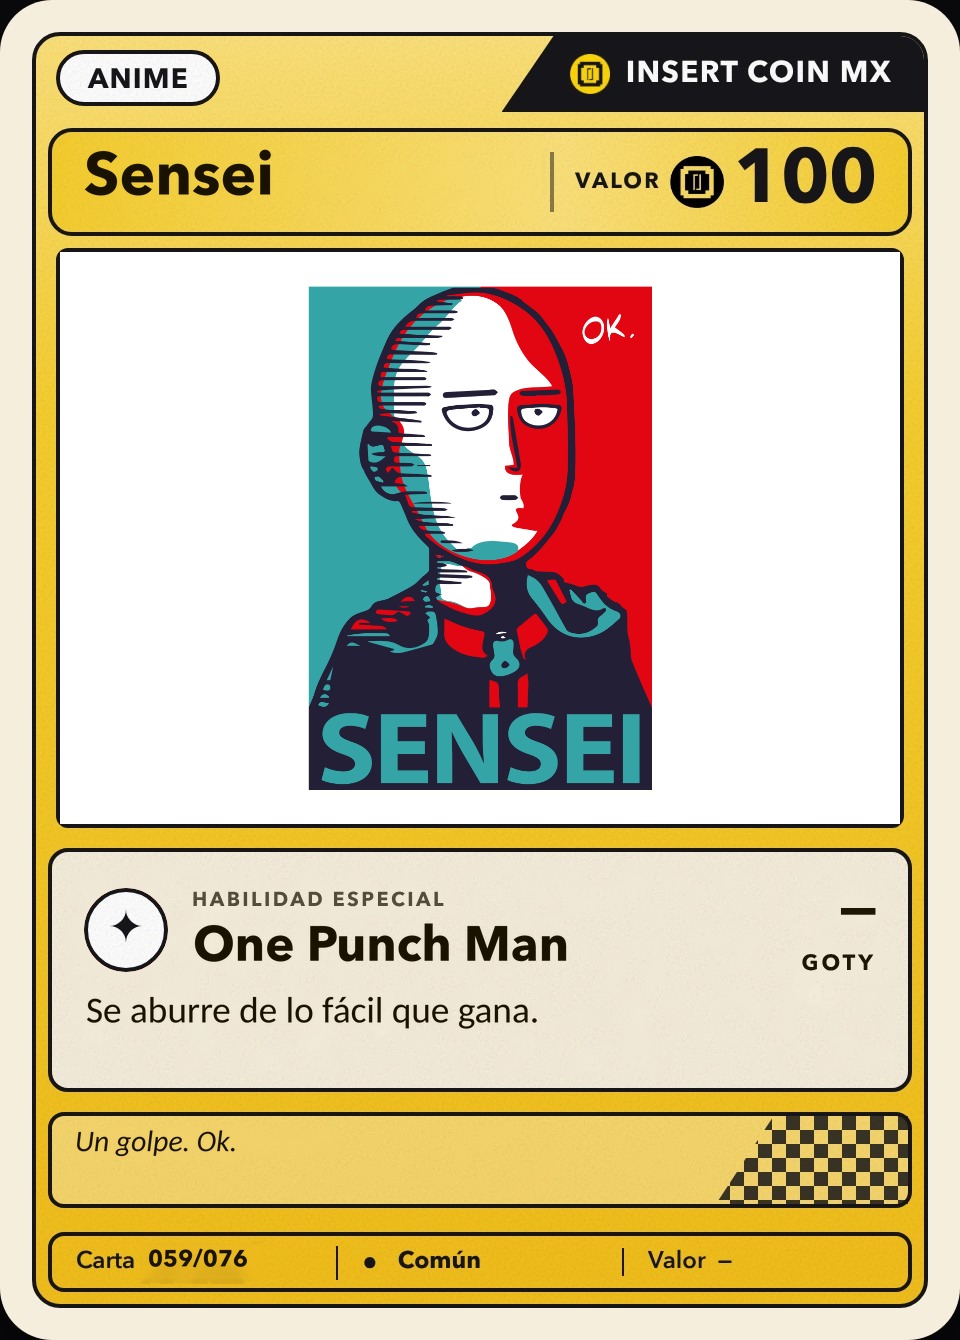 ANIME
INSERT COIN MX
Sensei
VALOR 100
OK.
SENSEI
HABILIDAD ESPECIAL
One Punch Man
–
GOTY
Se aburre de lo fácil que gana.
Un golpe. Ok.
Carta 059/076 • Común Valor –